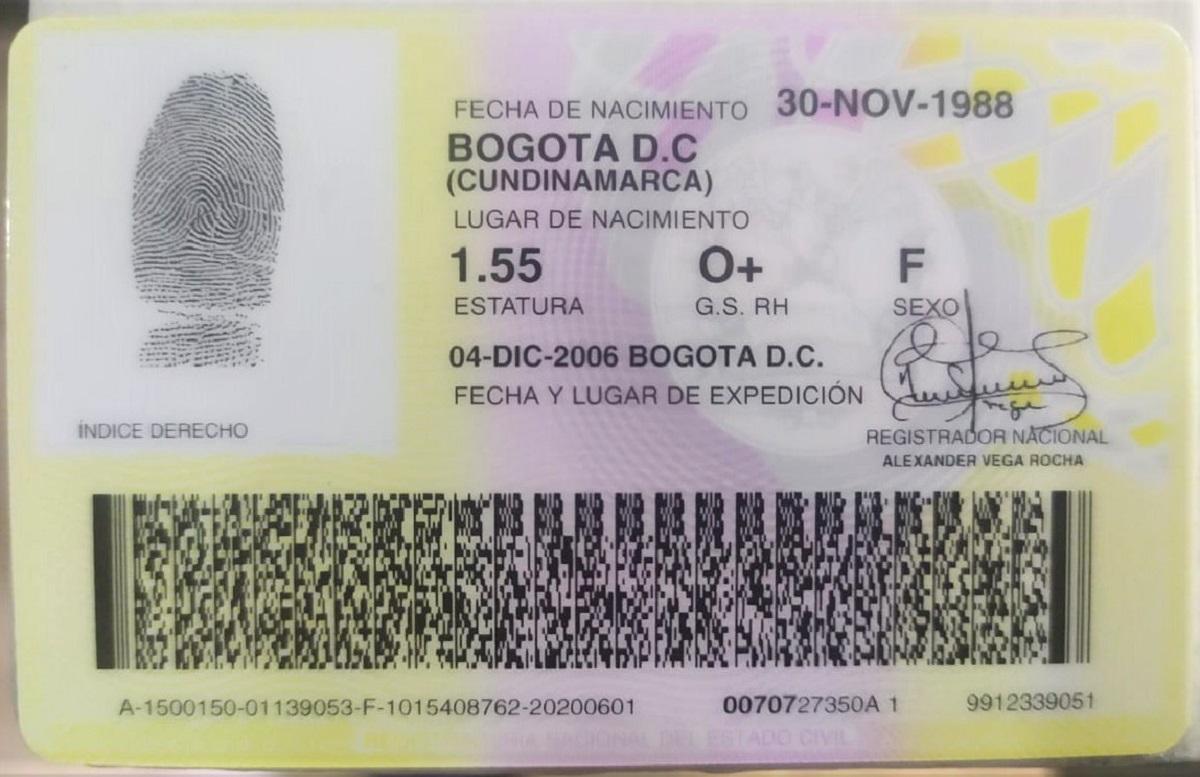 FECHA DE NACIMIENTO 30-NOV-1988
BOGOTA D.C
(CUNDINAMARCA)
LUGAR DE NACIMIENTO
1.55 O+ F
ESTATURA G.S. RH SEXO
04-DIC-2006 BOGOTA D.C.
FECHA Y LUGAR DE EXPEDICIÓN
ÍNDICE DERECHO
REGISTRADOR NACIONAL
ALEXANDER VEGA ROCHA
A-1500150-01139053-F-1015408762-20200601 0070727350A 1 9912339051
NACIONAL DEL ESTADO CIVIL